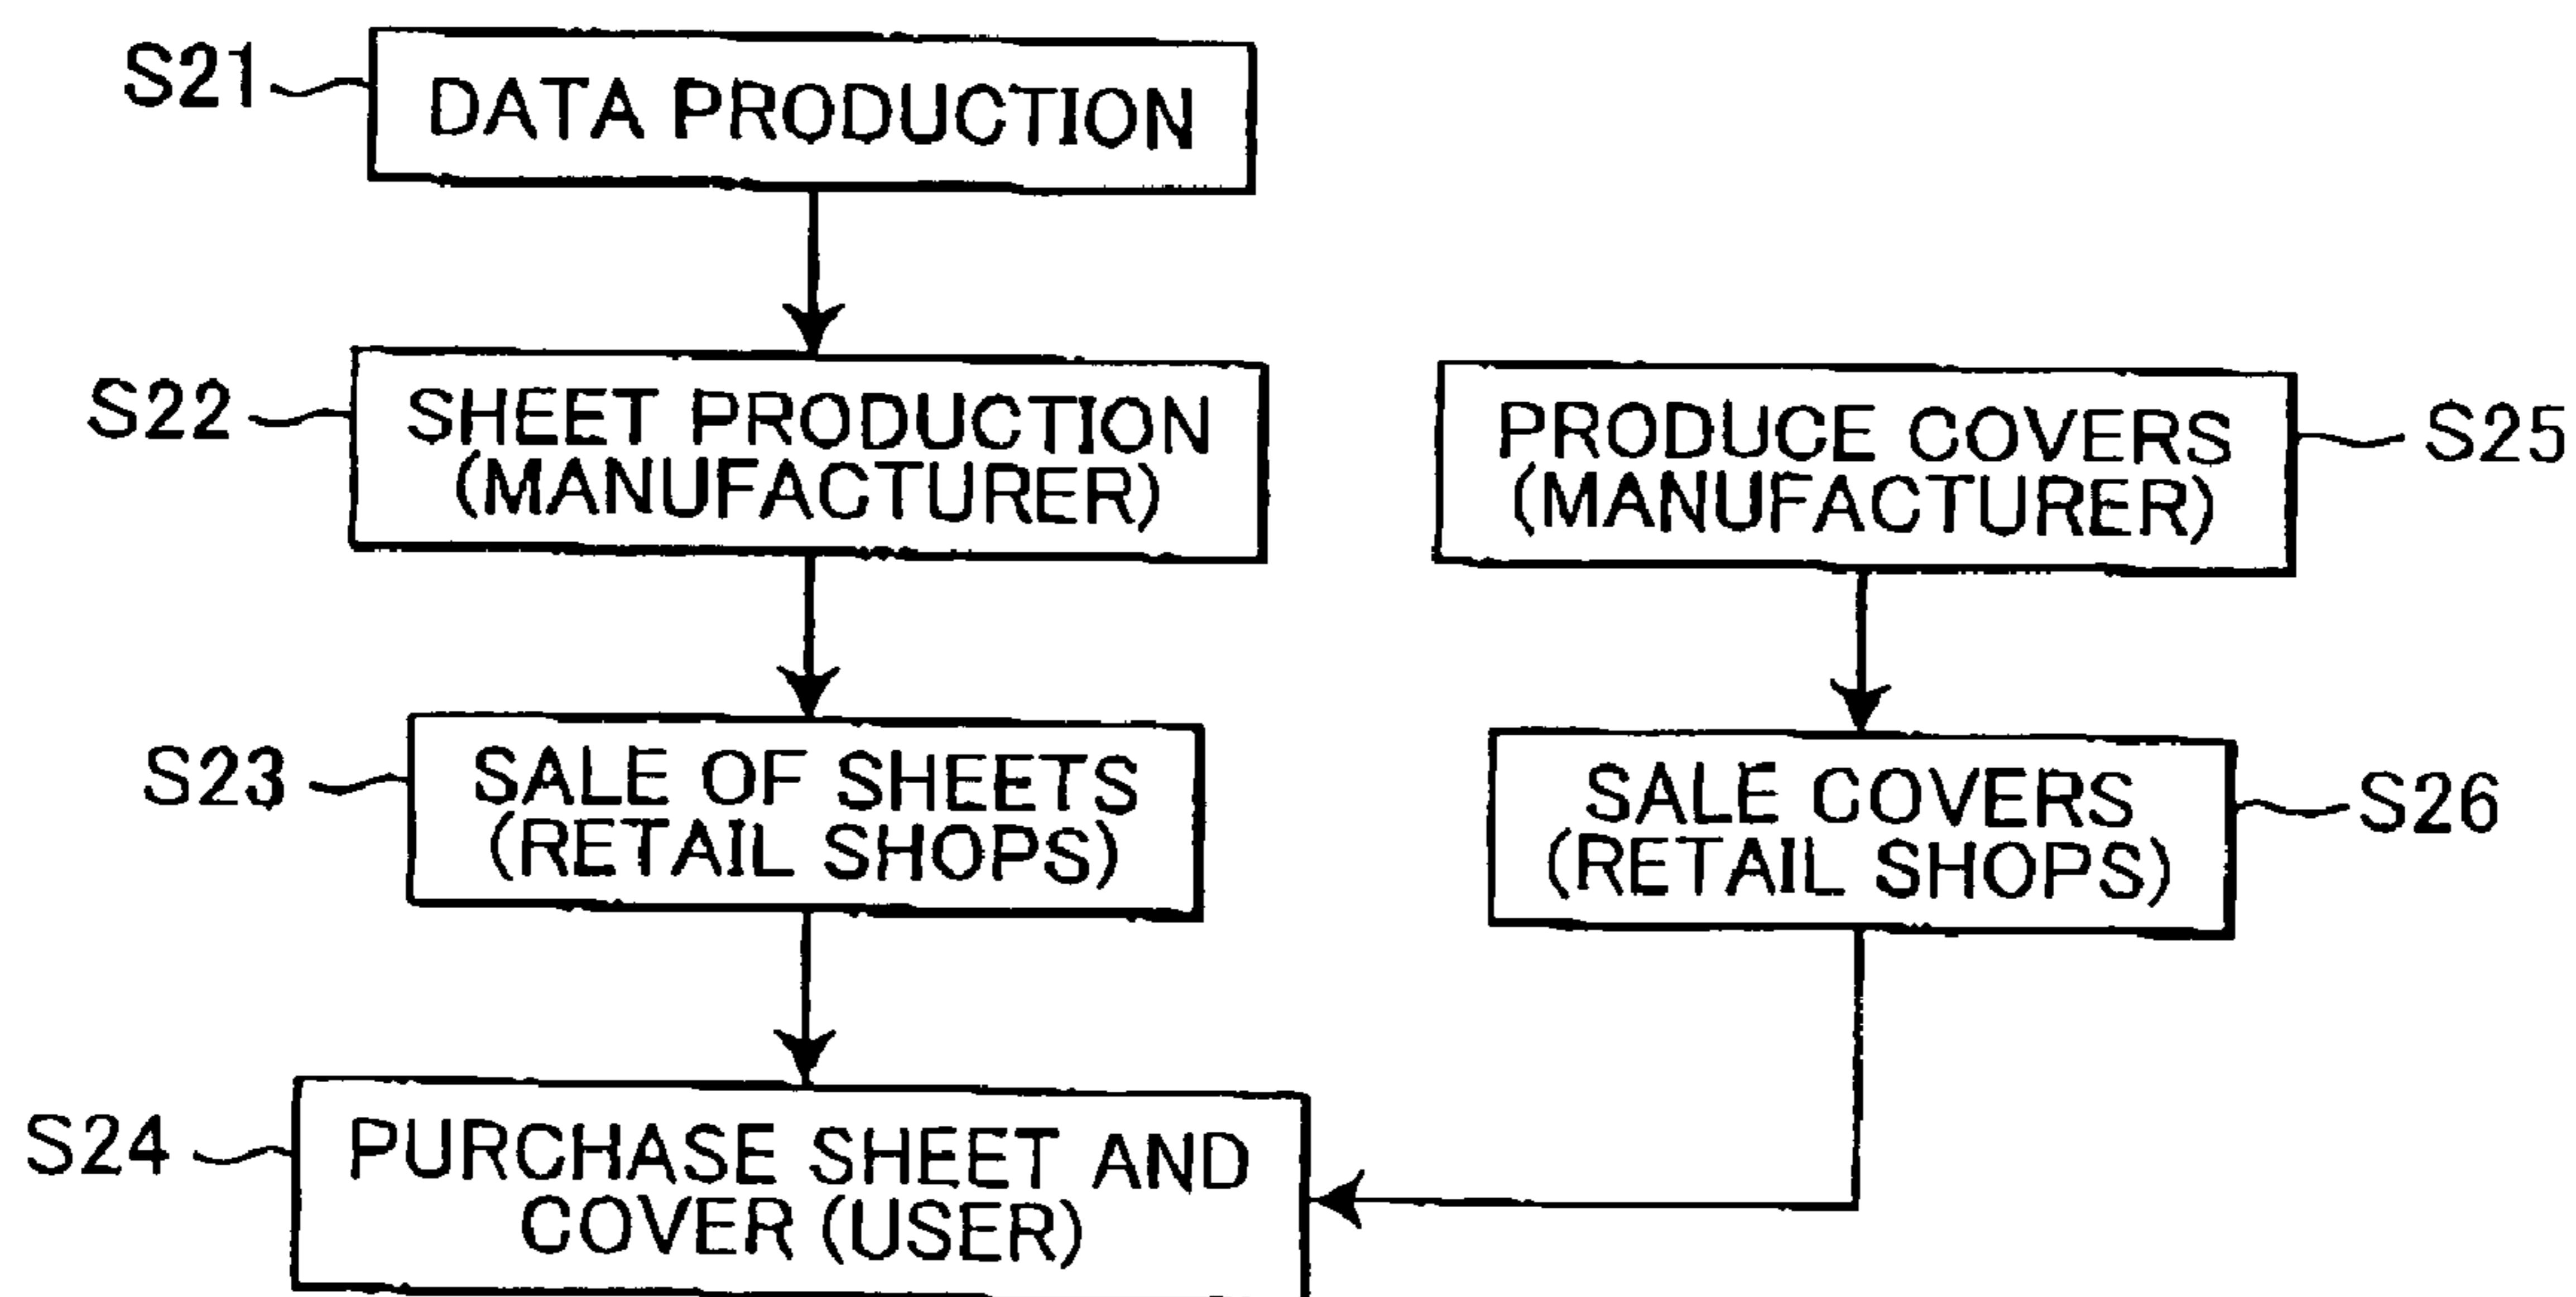 S21
DATA PRODUCTION
S22
SHEET PRODUCTION
(MANUFACTURER)
PRODUCE COVERS
(MANUFACTURER)
S25
S23
SALE OF SHEETS
(RETAIL SHOPS)
SALE COVERS
(RETAIL SHOPS)
S26
S24
PURCHASE SHEET AND
COVER (USER)